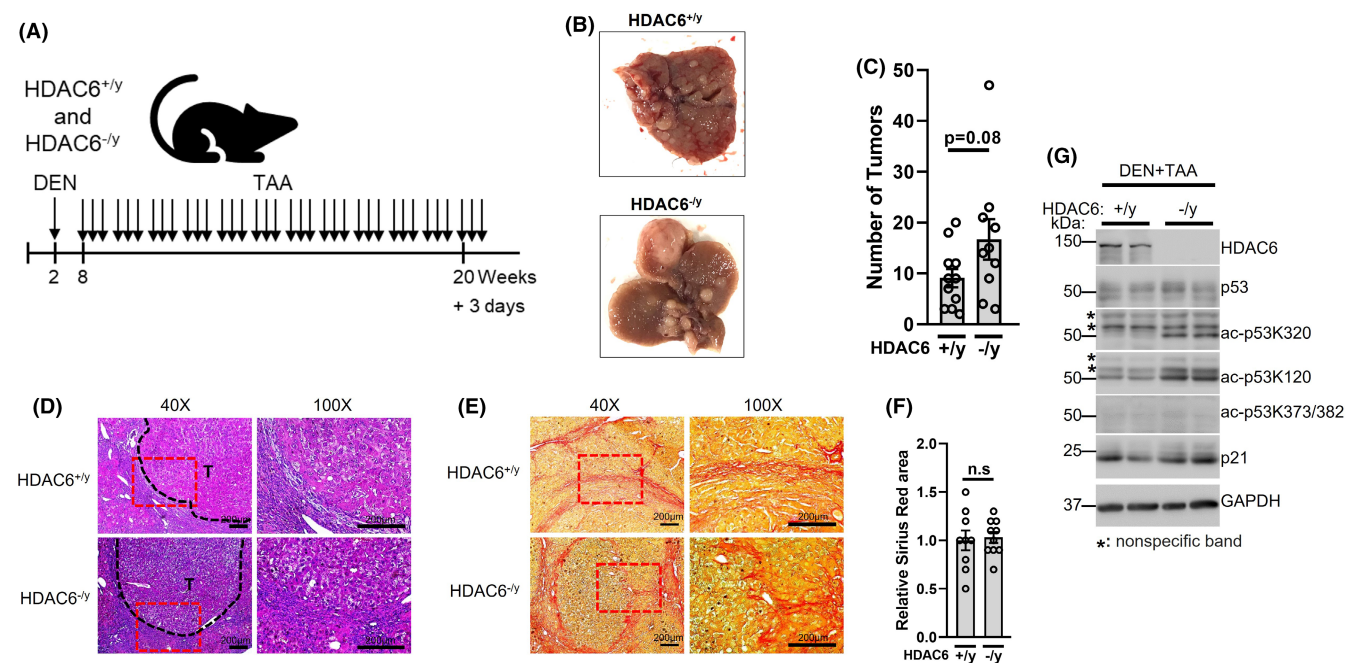 (A)
HDAC6+/y
and
HDAC6-/y
DEN
TAA
2
8
20 Weeks
+ 3 days
(B)
HDAC6+/y
HDAC6-/y
(C)
Number of Tumors
50
40
30
20
10
0
p=0.08
HDAC6 +/y -/y
(D)
40X 100X
HDAC6+/y
T
200μm 200μm
HDAC6-/y
T
200μm 200μm
(E)
40X 100X
HDAC6+/y
200μm 200μm
HDAC6-/y
200μm 200μm
(F)
Relative Sirius Red area
2.0
1.5
1.0
0.5
0.0
n.s
HDAC6 +/y -/y
(G)
DEN+TAA
HDAC6: +/y -/y
kDa:
150 HDAC6
50 p53
*
*
50 ac-p53K320
*
*
50 ac-p53K120
50 ac-p53K373/382
25 p21
37 GAPDH
*: nonspecific band